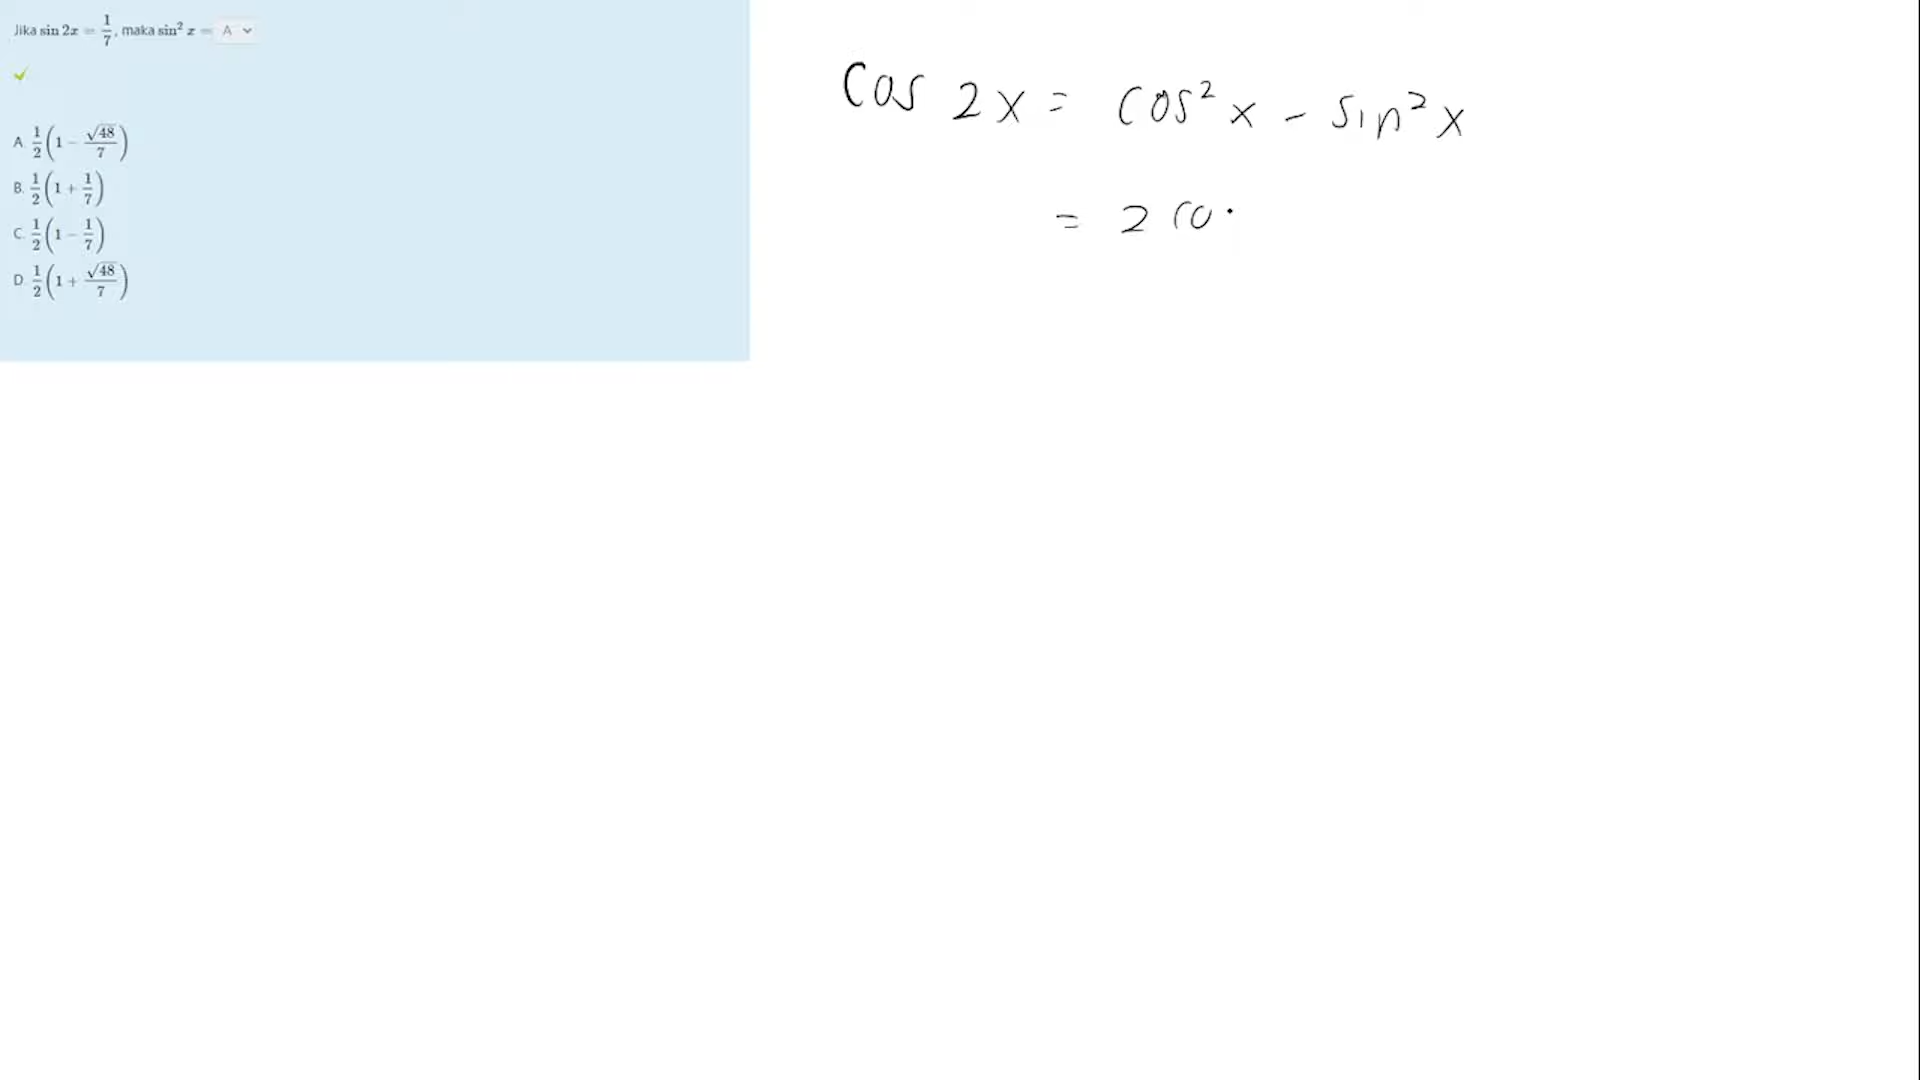 Jika sin 2x = 1/7, maka sin² x = A
A. 1/2(1 − √48/7)
B. 1/2(1 + 1/7)
C. 1/2(1 − 1/7)
D. 1/2(1 + √48/7)
Cos 2x = cos² x − sin² x
= 2 co